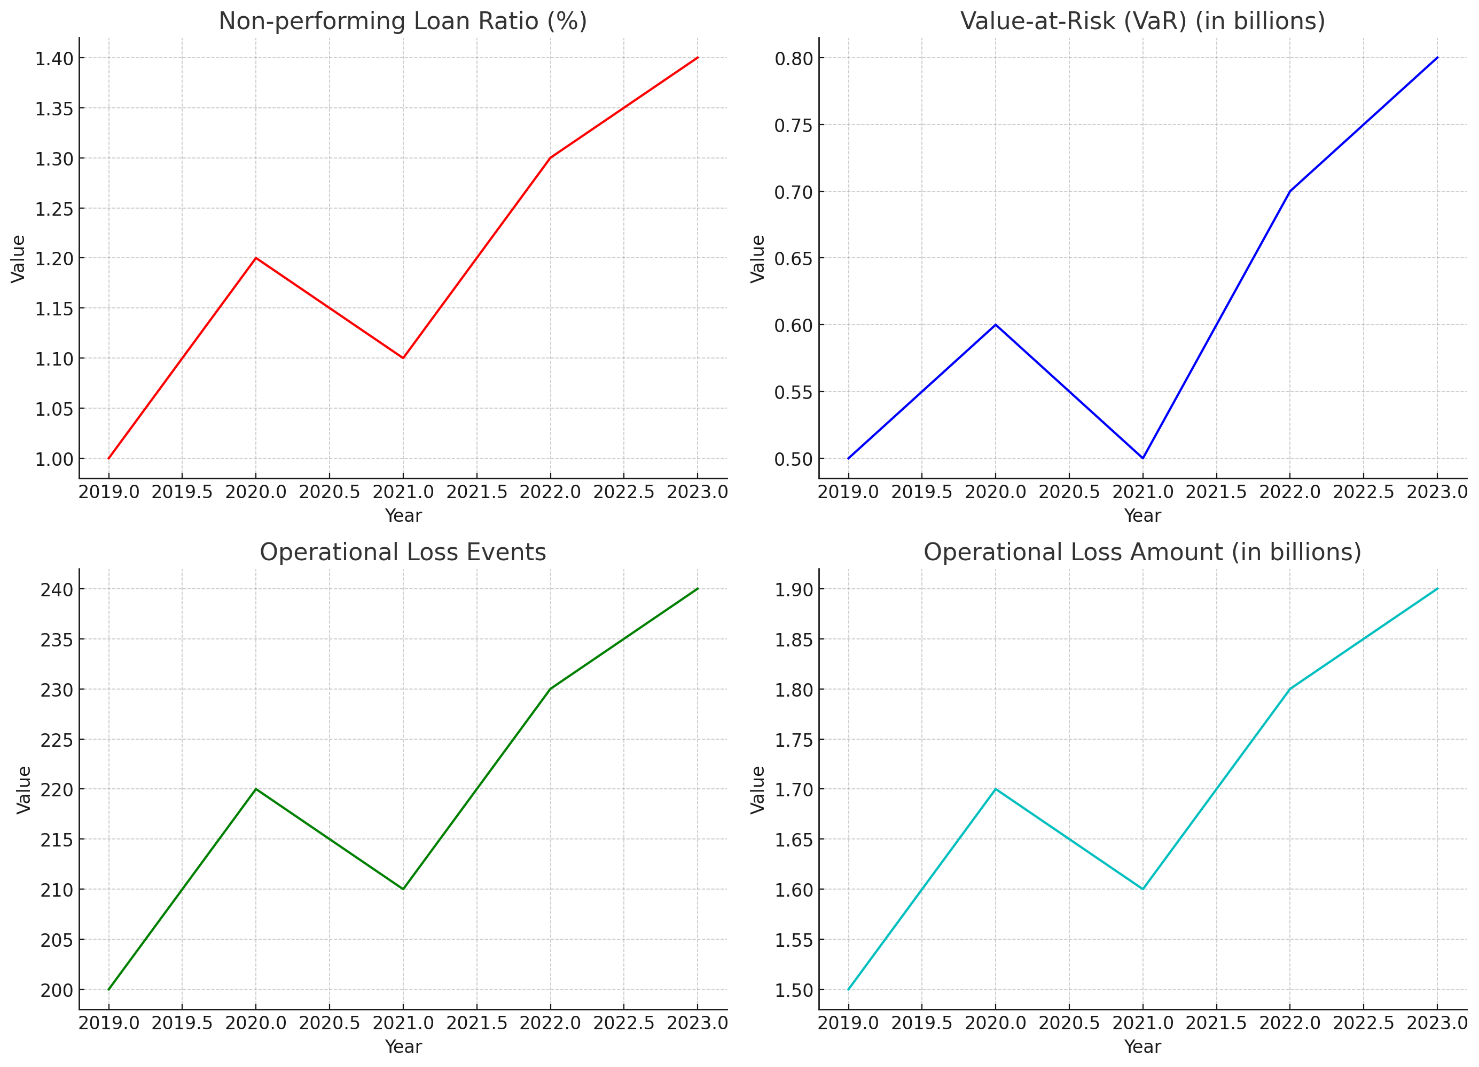 Non-performing Loan Ratio (%)
1.40
1.35
1.30
1.25
1.20
1.15
1.10
1.05
1.00
Value
2019.0 2019.5 2020.0 2020.5 2021.0 2021.5 2022.0 2022.5 2023.0
Year
Value-at-Risk (VaR) (in billions)
0.80
0.75
0.70
0.65
0.60
0.55
0.50
Value
2019.0 2019.5 2020.0 2020.5 2021.0 2021.5 2022.0 2022.5 2023.0
Year
Operational Loss Events
240
235
230
225
220
215
210
205
200
Value
2019.0 2019.5 2020.0 2020.5 2021.0 2021.5 2022.0 2022.5 2023.0
Year
Operational Loss Amount (in billions)
1.90
1.85
1.80
1.75
1.70
1.65
1.60
1.55
1.50
Value
2019.0 2019.5 2020.0 2020.5 2021.0 2021.5 2022.0 2022.5 2023.0
Year